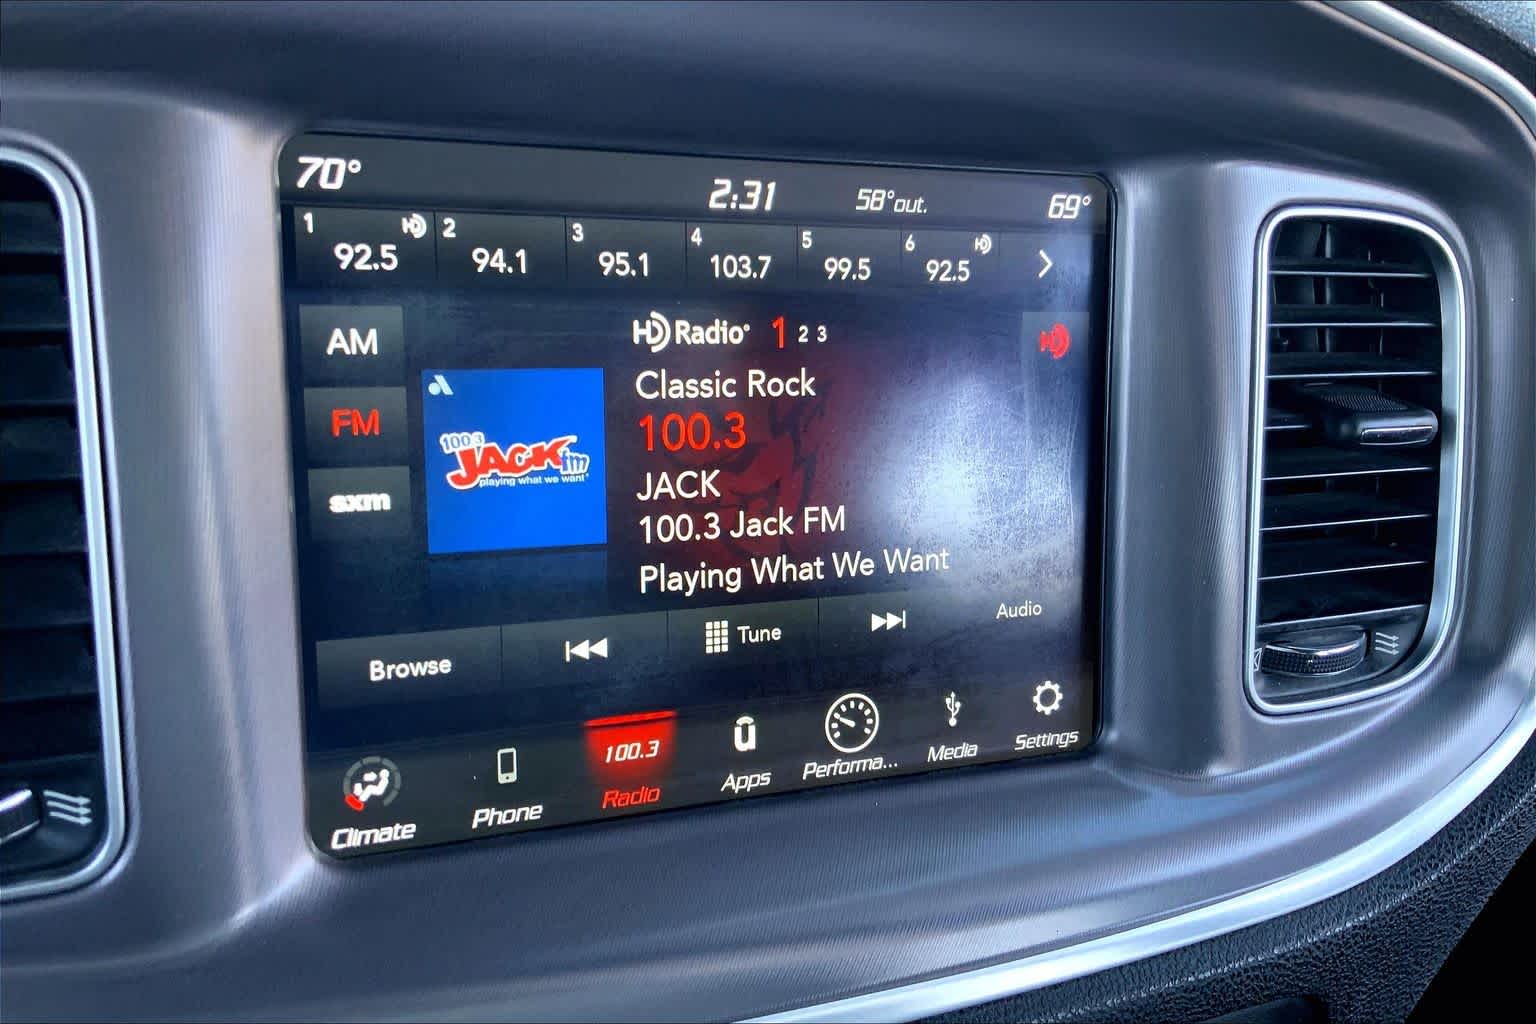 70°
2:31
58°out.
69°
1 HD 92.5
2 94.1
3 95.1
4 103.7
5 99.5
6 HD 92.5
AM
FM
sxm
HD Radio 1 2 3
HD
Classic Rock
100.3
JACK
100.3 Jack FM
Playing What We Want
100.3
JACK fm
playing what we want
Browse
Tune
Audio
Climate
Phone
100.3
Radio
Apps
Performa...
Media
Settings